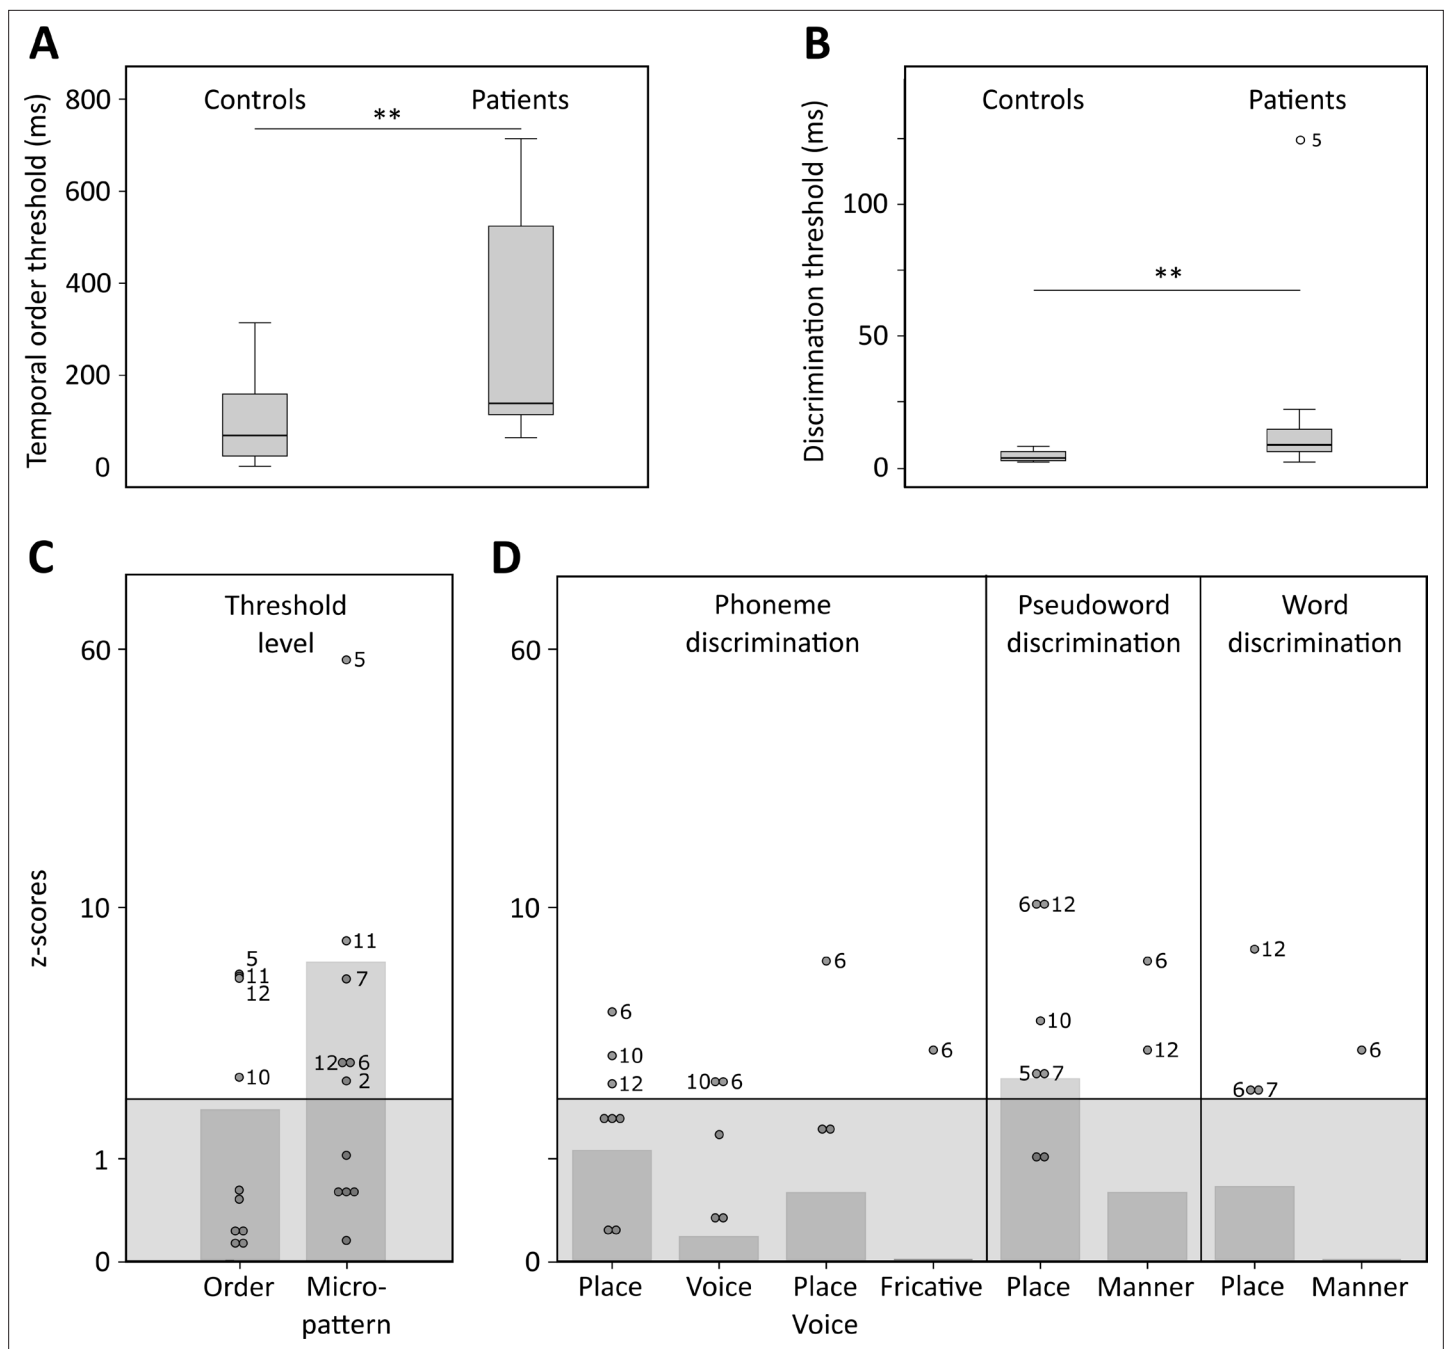 A
Temporal order threshold (ms)
800
600
400
200
0
Controls
Patients
**
B
Discrimination threshold (ms)
100
50
0
Controls
Patients
5
**
C
z-scores
60
10
1
0
Threshold
level
5
11
7
12 6
2
5
11
12
10
Order
Micro-
pattern
D
60
10
0
Phoneme
discrimination
6
10
12
10 6
6
6
Place
Voice
Place
Voice
Fricative
Pseudoword
discrimination
6 12
10
5 7
6
12
Place
Manner
Word
discrimination
12
6 7
6
Place
Manner